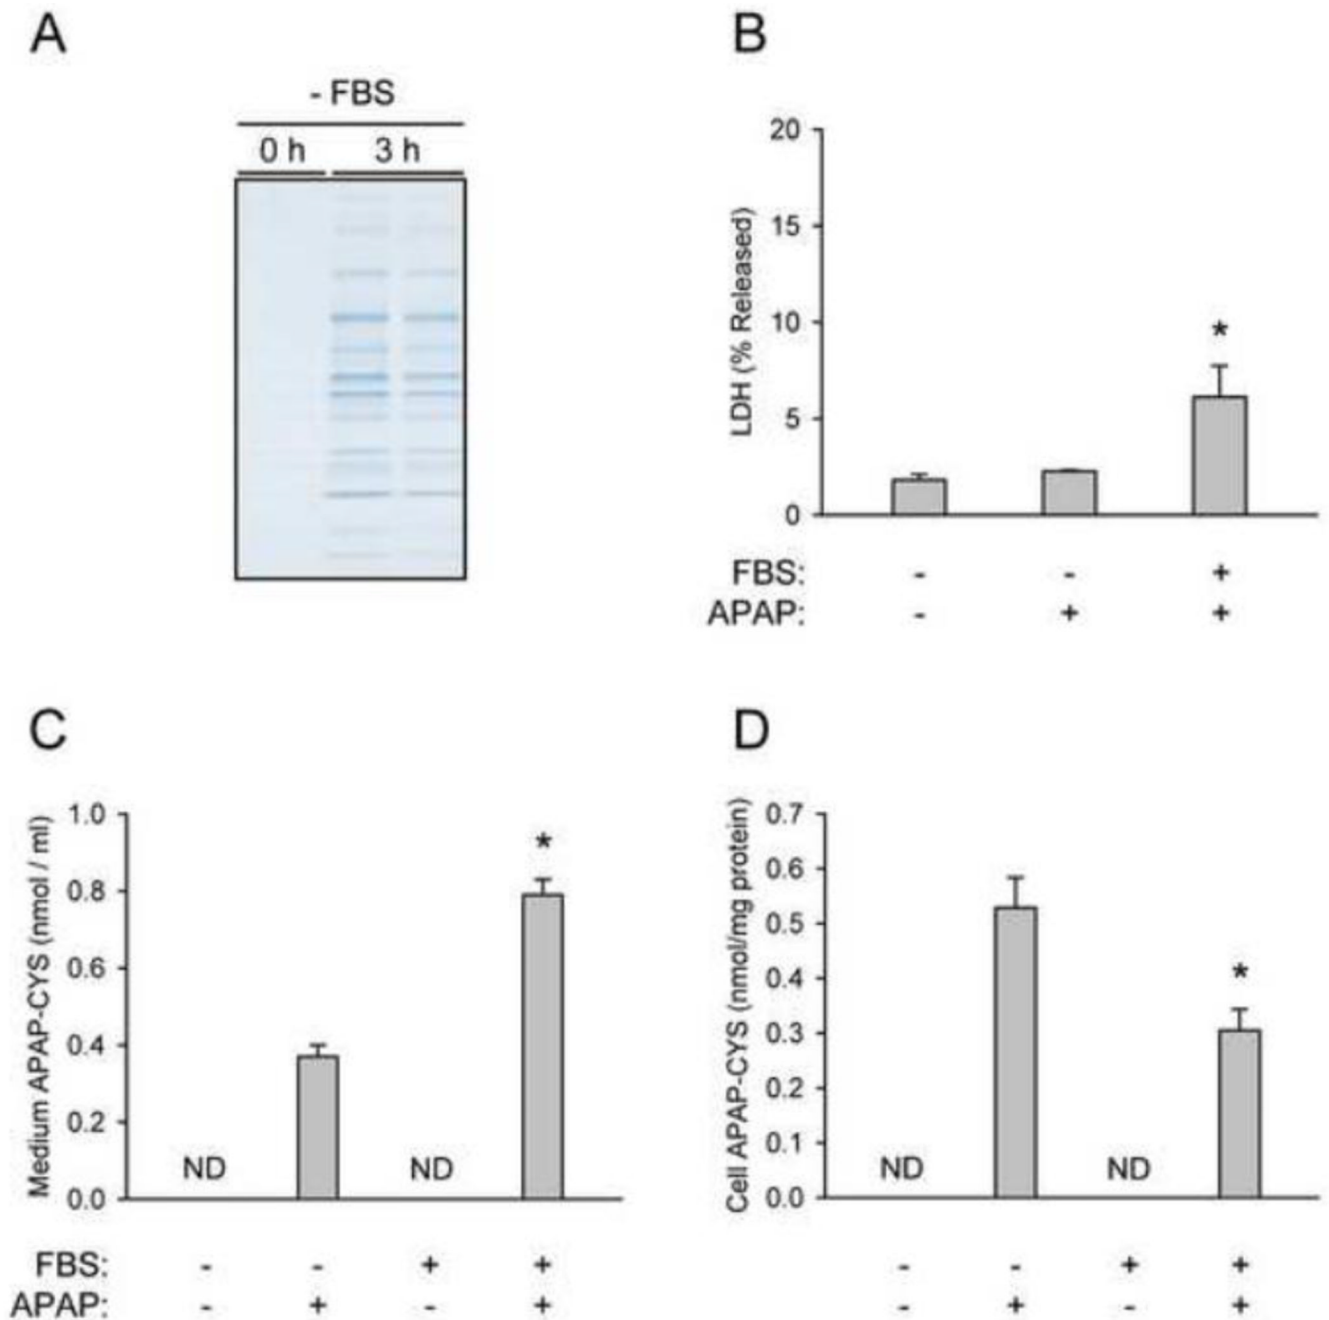 A
- FBS
0 h 3 h
B
20
15
10
5
0
LDH (% Released)
*
FBS: - - +
APAP: - + +
C
1.0
0.8
0.6
0.4
0.2
0.0
Medium APAP-CYS (nmol / ml)
ND ND
*
FBS: - - + +
APAP: - + - +
D
0.7
0.6
0.5
0.4
0.3
0.2
0.1
0.0
Cell APAP-CYS (nmol/mg protein)
ND ND
*
- - + +
- + - +